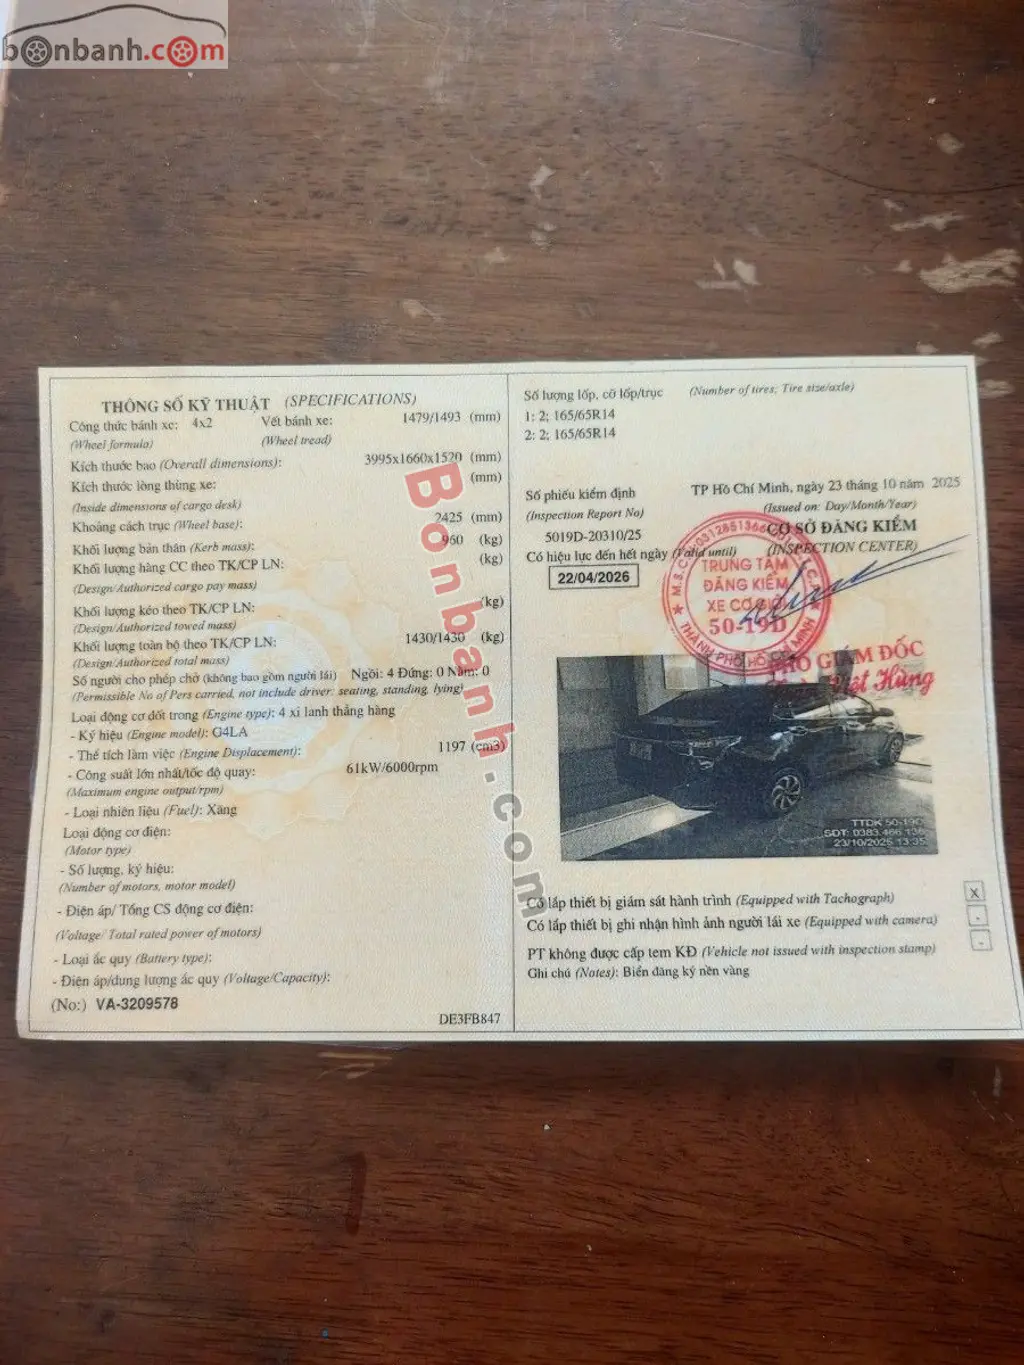 bonbanh.com
THÔNG SỐ KỸ THUẬT (SPECIFICATIONS)
Công thức bánh xe: 4x2 Vết bánh xe: 1479/1493 (mm)
(Wheel formula) (Wheel tread)
Kích thước bao (Overall dimensions): 3995x1660x1520 (mm)
Kích thước lòng thùng xe: (mm)
(Inside dimensions of cargo desk)
Khoảng cách trục (Wheel base): 2425 (mm)
Khối lượng bản thân (Kerb mass): 960 (kg)
Khối lượng hàng CC theo TK/CP LN: (kg)
(Design/Authorized cargo pay mass)
Khối lượng kéo theo TK/CP LN: (kg)
(Design/Authorized towed mass)
Khối lượng toàn bộ theo TK/CP LN: 1430/1430 (kg)
(Design/Authorized total mass)
Số người cho phép chở (không bao gồm người lái) Ngồi: 4 Đứng: 0 Nằm: 0
(Permissible No of Pers carried, not include driver: seating, standing, lying)
Loại động cơ đốt trong (Engine type): 4 xi lanh thẳng hàng
- Ký hiệu (Engine model): G4LA
- Thể tích làm việc (Engine Displacement): 1197 (cm3)
- Công suất lớn nhất/tốc độ quay: 61kW/6000rpm
(Maximum engine output/rpm)
- Loại nhiên liệu (Fuel): Xăng
Loại động cơ điện:
(Motor type)
- Số lượng, ký hiệu:
(Number of motors, motor model)
- Điện áp/ Tổng CS động cơ điện:
(Voltage/ Total rated power of motors)
- Loại ắc quy (Battery type):
- Điện áp/dung lượng ắc quy (Voltage/Capacity):
(No:) VA-3209578
DE3FB847
Số lượng lốp, cỡ lốp/trục (Number of tires; Tire size/axle)
1: 2; 165/65R14
2: 2; 165/65R14
TP Hồ Chí Minh, ngày 23 tháng 10 năm 2025
Số phiếu kiểm định (Issued on: Day/Month/Year)
(Inspection Report No) CƠ SỞ ĐĂNG KIỂM
5019D-20310/25 (INSPECTION CENTER)
Có hiệu lực đến hết ngày (Valid until)
22/04/2026
TRUNG TÂM
ĐĂNG KIỂM
XE CƠ GIỚI
50-19D
THÀNH PHỐ HỒ CHÍ MINH
PHÓ GIÁM ĐỐC
Việt Hùng
TTDK 50-19D
SDT: 0383.466.136
23/10/2025 13:35
Có lắp thiết bị giám sát hành trình (Equipped with Tachograph) X
Có lắp thiết bị ghi nhận hình ảnh người lái xe (Equipped with camera) -
PT không được cấp tem KĐ (Vehicle not issued with inspection stamp) -
Ghi chú (Notes): Biển đăng ký nền vàng
Bonbanh.com